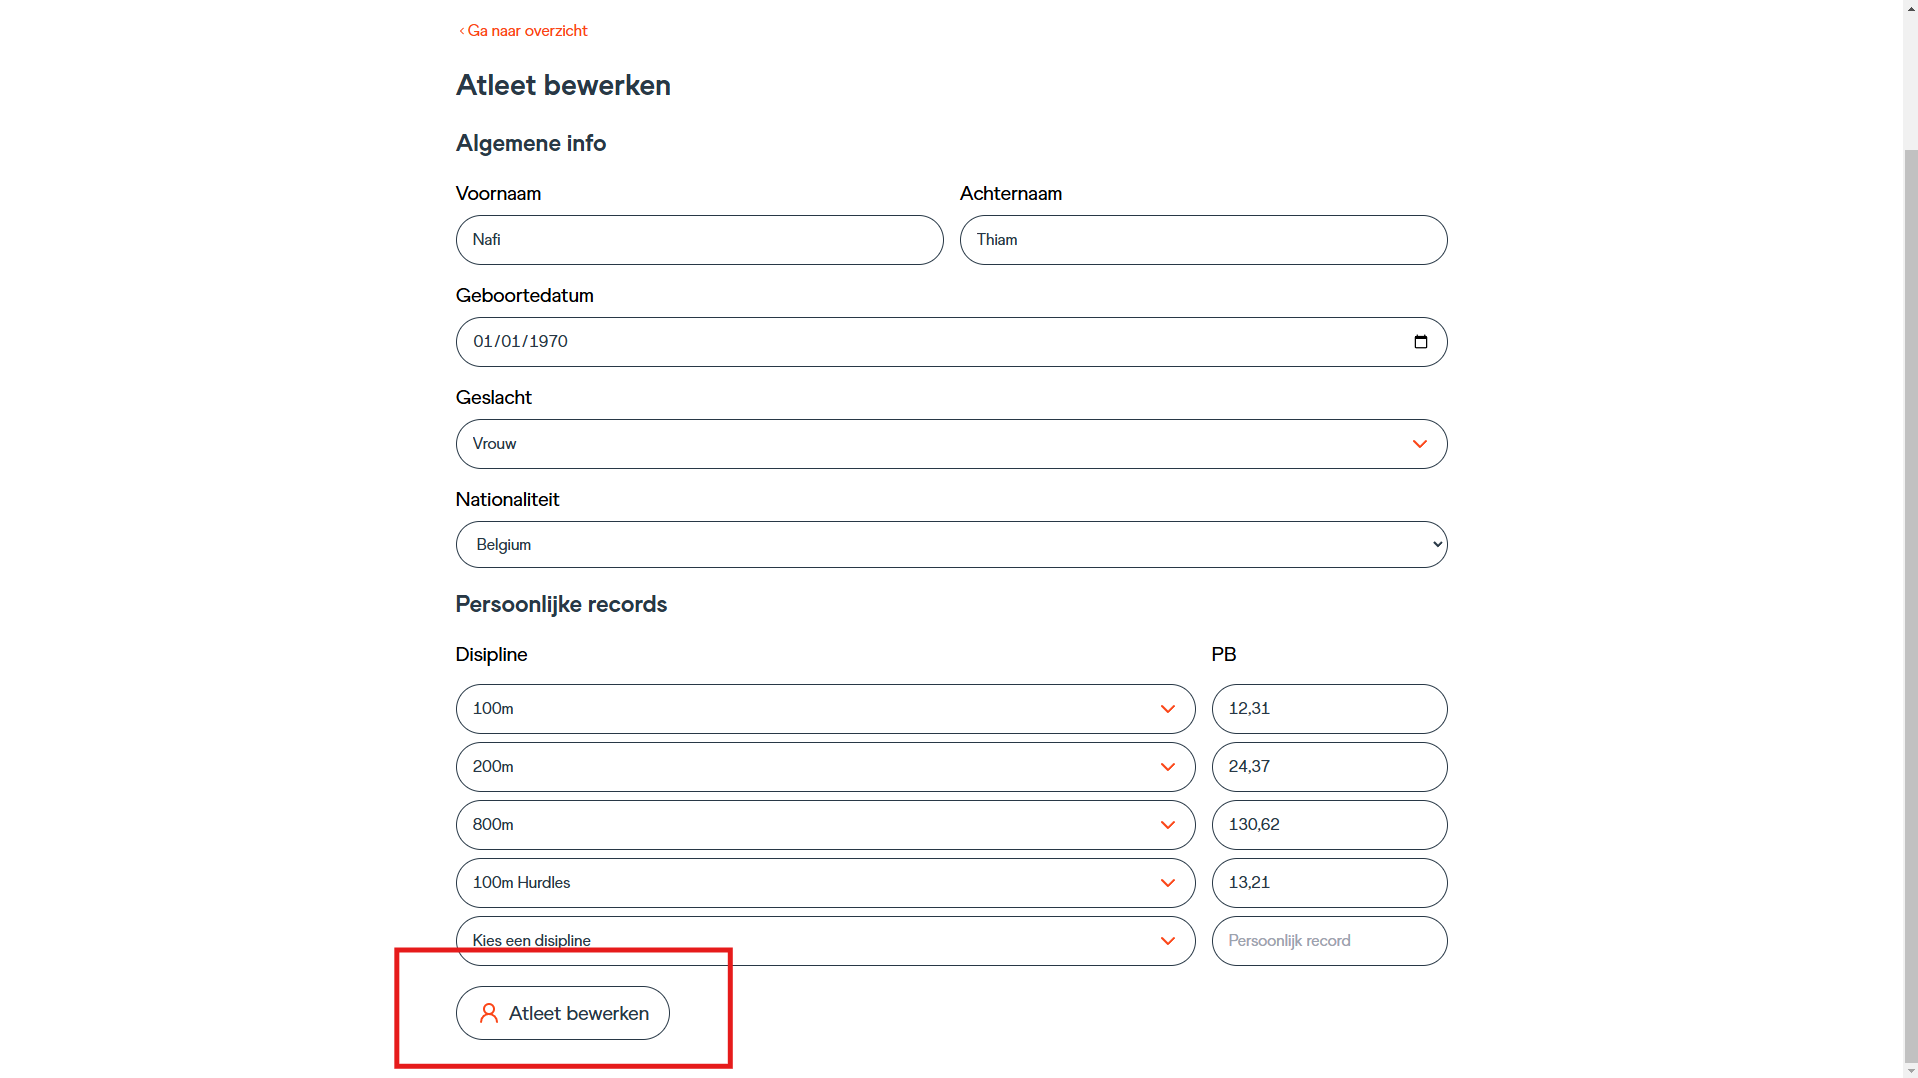 ‹ Ga naar overzicht
Atleet bewerken
Algemene info
Voornaam Achternaam
Nafi Thiam
Geboortedatum
01/01/1970
Geslacht
Vrouw
Nationaliteit
Belgium
Persoonlijke records
Disipline PB
100m 12,31
200m 24,37
800m 130,62
100m Hurdles 13,21
Kies een disipline Persoonlijk record
Atleet bewerken